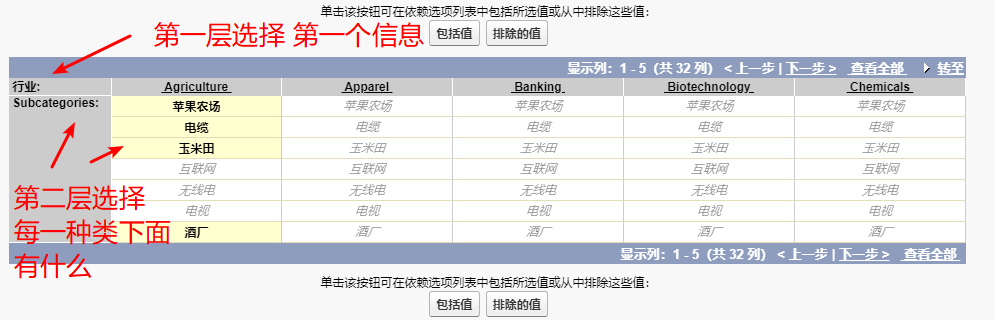 单击该按钮可在依赖选项列表中包括所选值或从中排除这些值:
第一层选择 第一个信息
包括值 排除的值
显示列: 1 - 5 (共 32 列) < 上一步 | 下一步 > 查看全部 转至
行业: Agriculture Apparel Banking Biotechnology Chemicals
Subcategories: 苹果农场 苹果农场 苹果农场 苹果农场 苹果农场
电缆 电缆 电缆 电缆 电缆
玉米田 玉米田 玉米田 玉米田 玉米田
互联网 互联网 互联网 互联网 互联网
无线电 无线电 无线电 无线电 无线电
电视 电视 电视 电视 电视
酒厂 酒厂 酒厂 酒厂 酒厂
第二层选择
每一种类下面
有什么
显示列: 1 - 5 (共 32 列) < 上一步 | 下一步 > 查看全部
单击该按钮可在依赖选项列表中包括所选值或从中排除这些值:
包括值 排除的值